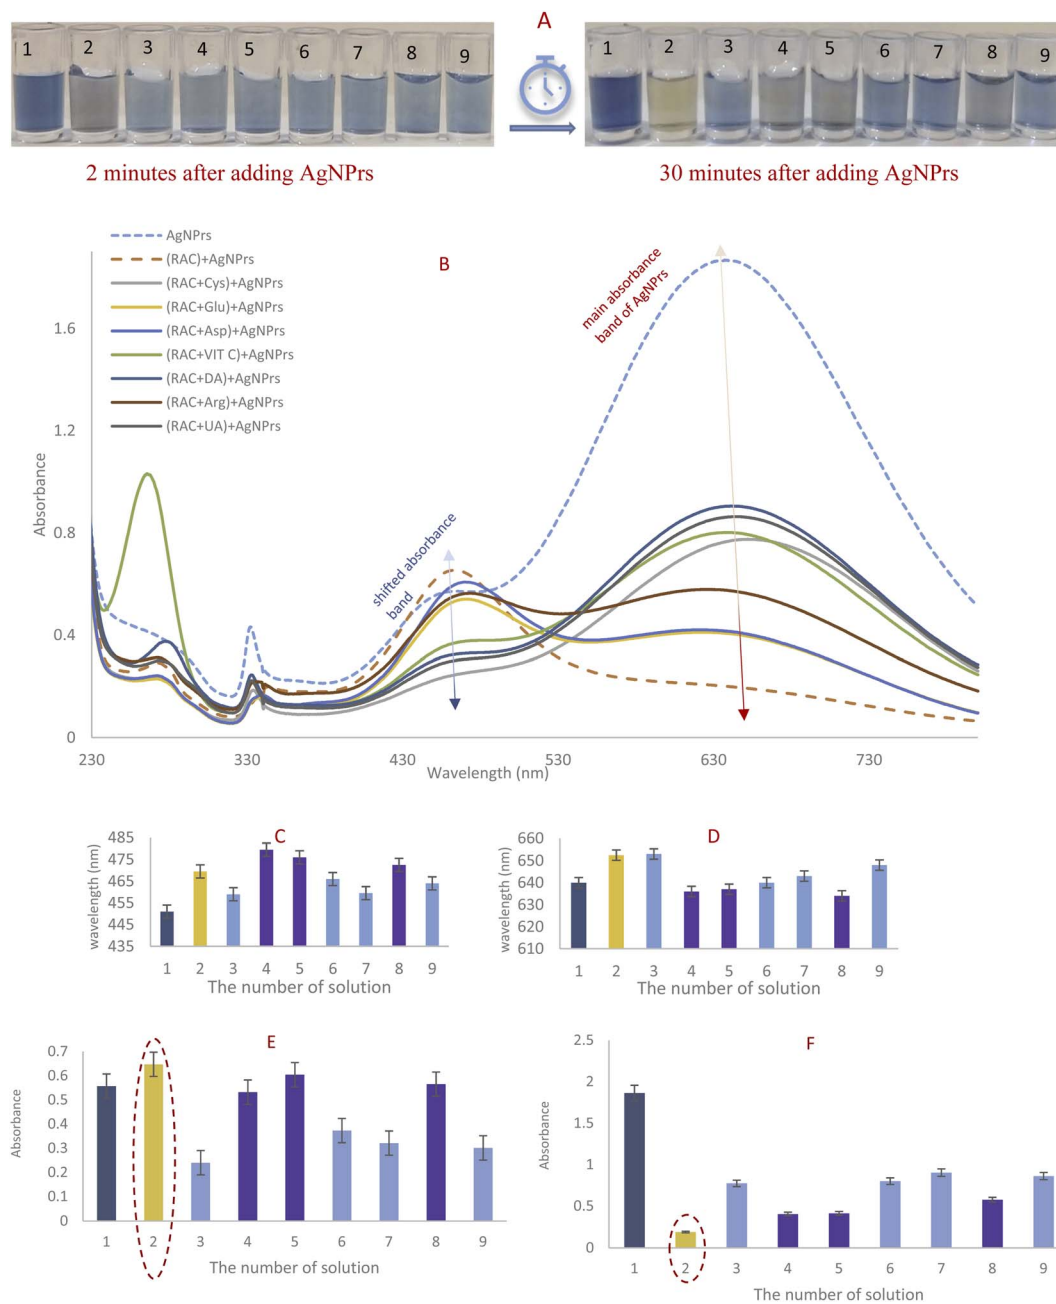 A
1 2 3 4 5 6 7 8 9
1 2 3 4 5 6 7 8 9
2 minutes after adding AgNPrs
30 minutes after adding AgNPrs
B
AgNPrs
(RAC)+AgNPrs
(RAC+Cys)+AgNPrs
(RAC+Glu)+AgNPrs
(RAC+Asp)+AgNPrs
(RAC+VIT C)+AgNPrs
(RAC+DA)+AgNPrs
(RAC+Arg)+AgNPrs
(RAC+UA)+AgNPrs
main absorbance
band of AgNPrs
shifted absorbance
band
Absorbance
1.6
1.2
0.8
0.4
0
230 330 430 530 630 730
Wavelength (nm)
C
wavelength (nm)
485
475
465
455
445
435
1 2 3 4 5 6 7 8 9
The number of solution
D
wavelength (nm)
660
650
640
630
620
610
1 2 3 4 5 6 7 8 9
The number of solution
E
Absorbance
0.7
0.6
0.5
0.4
0.3
0.2
0.1
0
1 2 3 4 5 6 7 8 9
The number of solution
F
Absorbance
2.5
2
1.5
1
0.5
0
1 2 3 4 5 6 7 8 9
The number of solution